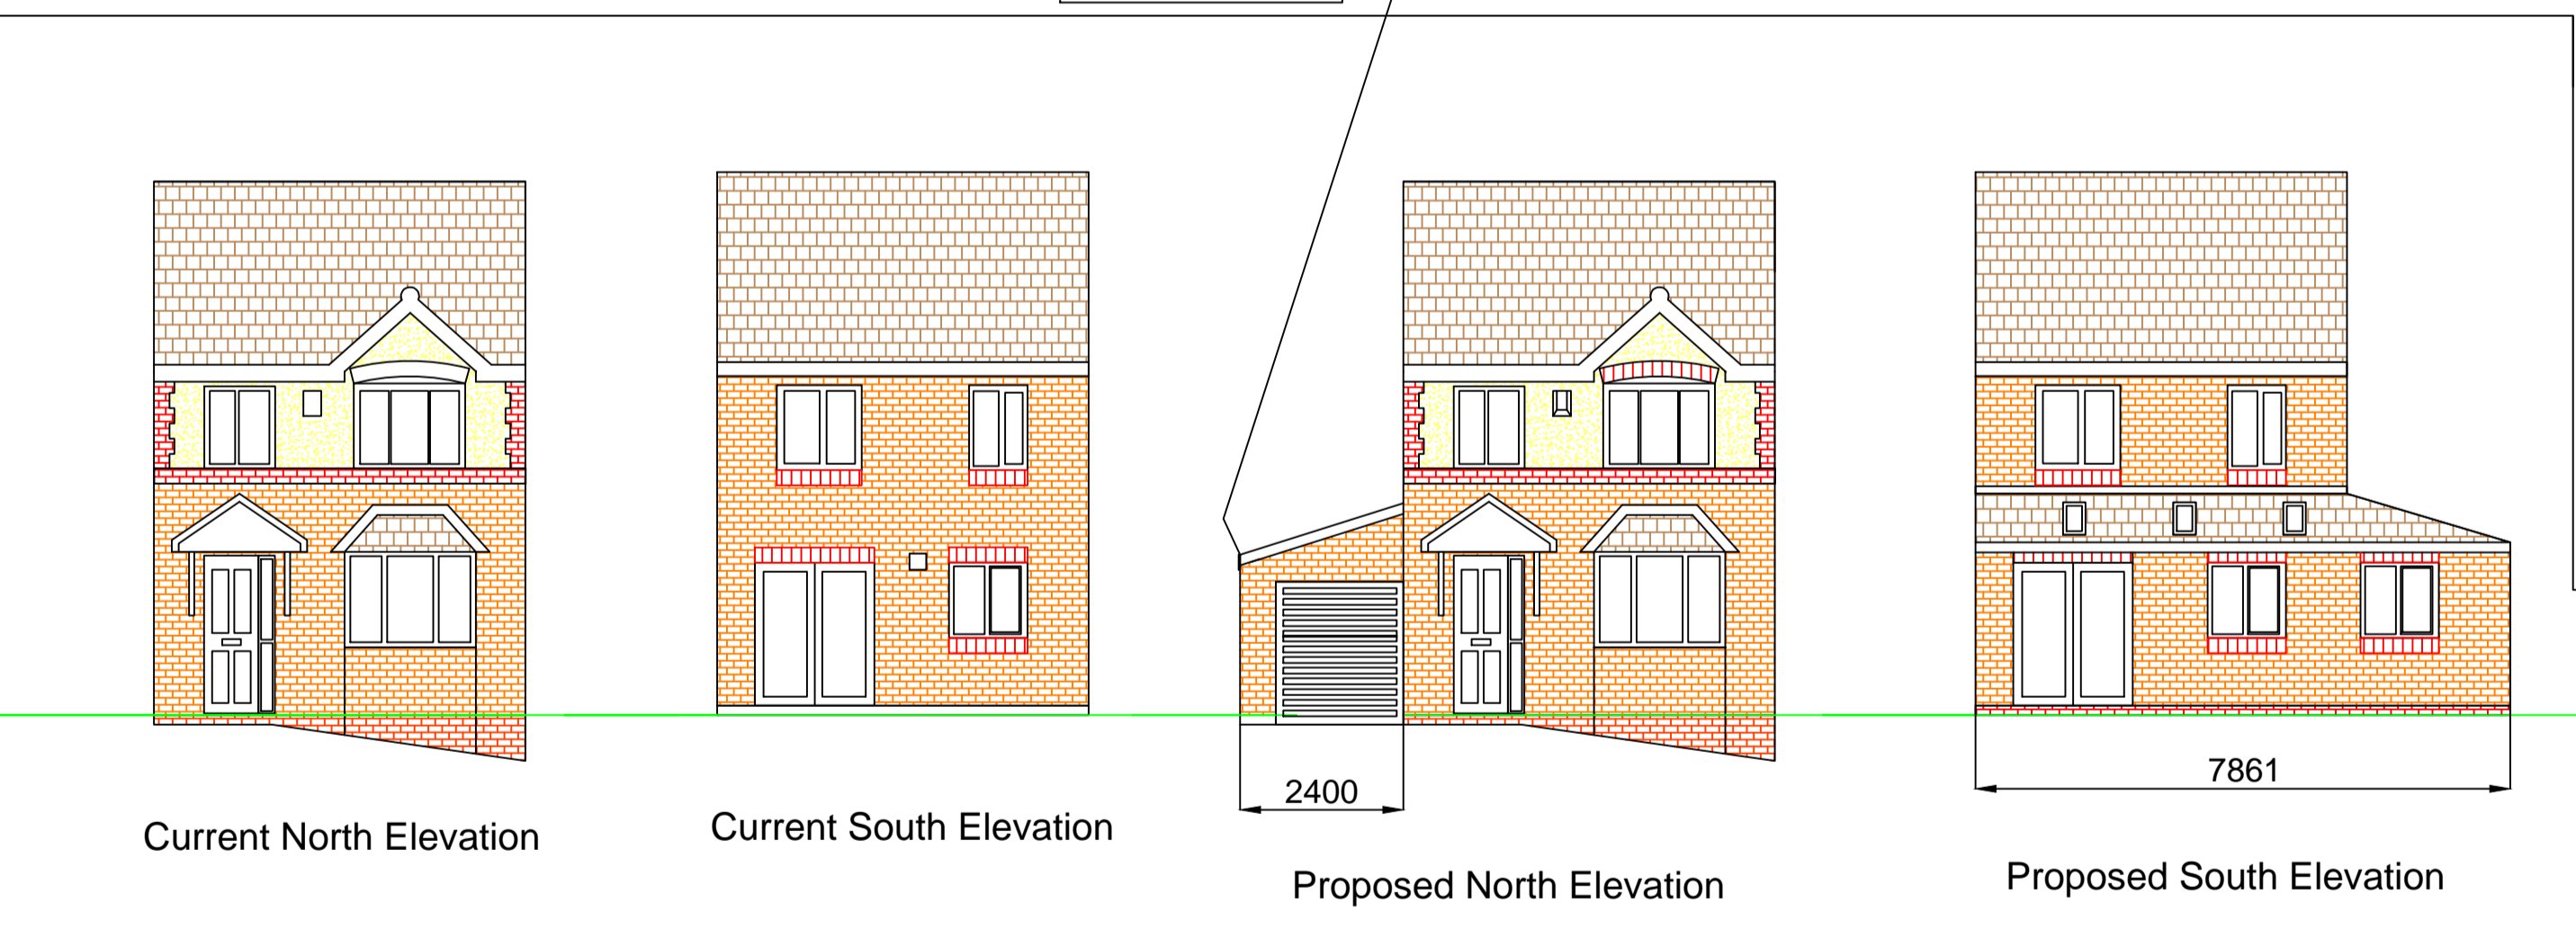 2400
7861
Current North Elevation
Current South Elevation
Proposed North Elevation
Proposed South Elevation